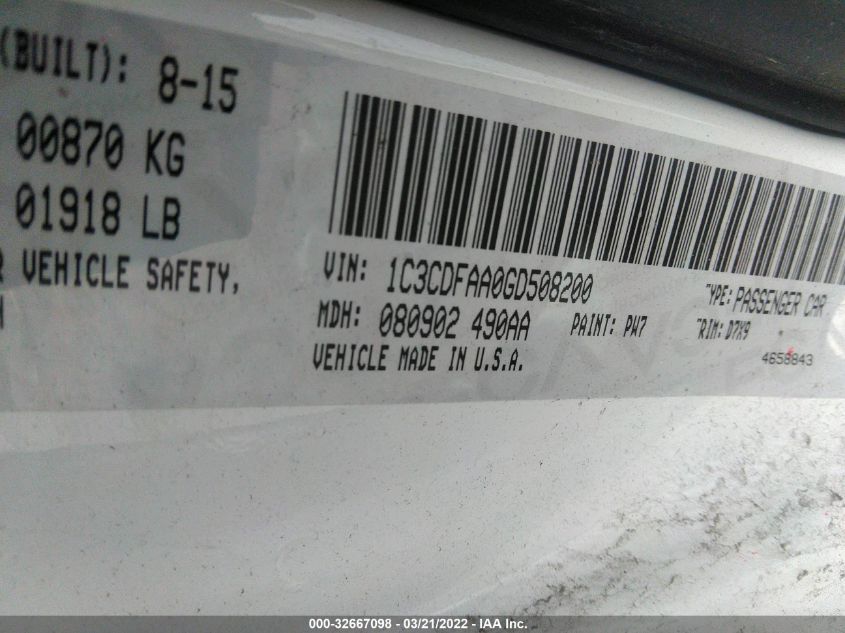 (BUILT): 8-15
00870 KG
01918 LB
VEHICLE SAFETY,
VIN: 1C3CDFAA0GD508200
TYPE: PASSENGER CAR
MDH: 080902 490AA
PAINT: PW7
TRIM: D7X9
VEHICLE MADE IN U.S.A.
4658843
000-32667098 - 03/21/2022 - IAA Inc.